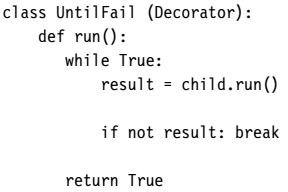 class UntilFail (Decorator):
    def run():
        while True:
            result = child.run()
            if not result: break
        return True